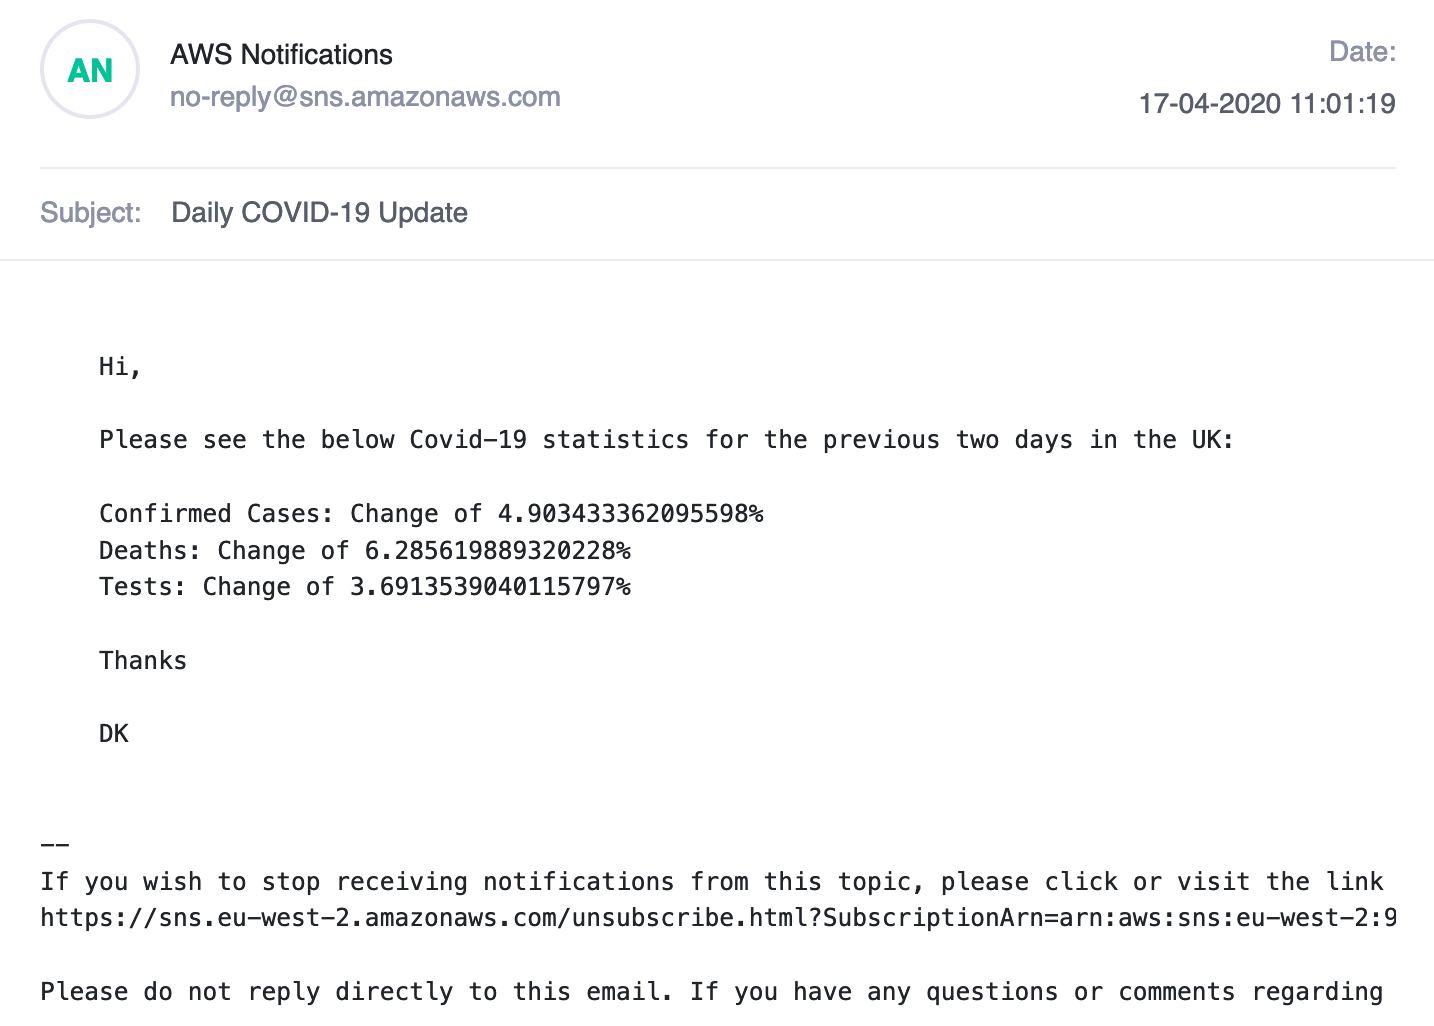 AN
AWS Notifications
no-reply@sns.amazonaws.com
Date:
17-04-2020 11:01:19
Subject: Daily COVID-19 Update
Hi,
Please see the below Covid-19 statistics for the previous two days in the UK:
Confirmed Cases: Change of 4.903433362095598%
Deaths: Change of 6.285619889320228%
Tests: Change of 3.6913539040115797%
Thanks
DK
--
If you wish to stop receiving notifications from this topic, please click or visit the link
https://sns.eu-west-2.amazonaws.com/unsubscribe.html?SubscriptionArn=arn:aws:sns:eu-west-2:9
Please do not reply directly to this email. If you have any questions or comments regarding